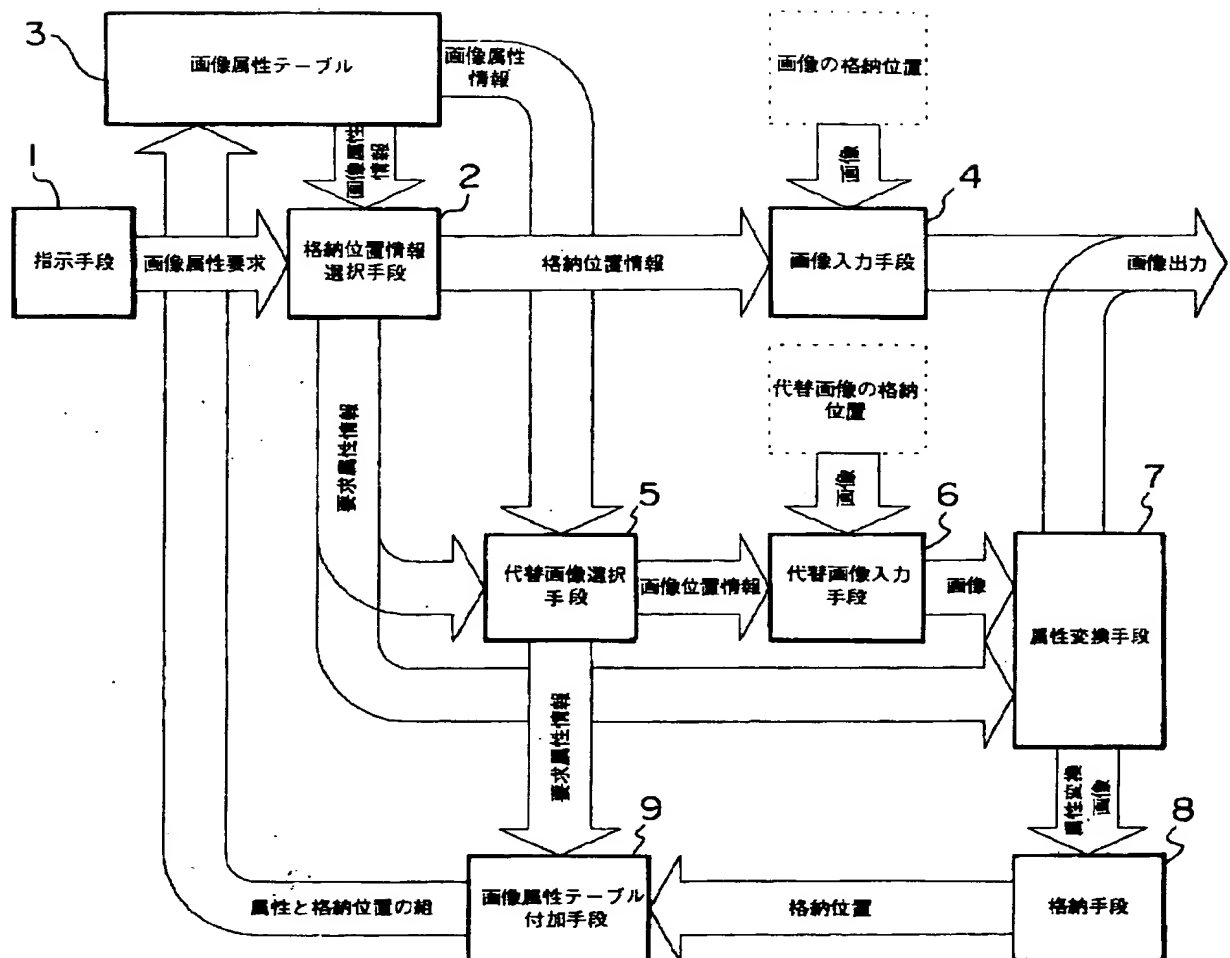 3
画像属性テーブル
画像属性
情報
画像の格納位置
画像属性
情報
画像
1
2
4
指示手段
画像属性要求
格納位置情報
選択手段
格納位置情報
画像入力手段
画像出力
代替画像の格納
位置
要求属性情報
画像
5
6
7
代替画像選択
手段
画像位置情報
代替画像入力
手段
画像
属性変換手段
要求属性情報
属性変換
画像
9
8
属性と格納位置の組
画像属性テーブル
付加手段
格納位置
格納手段